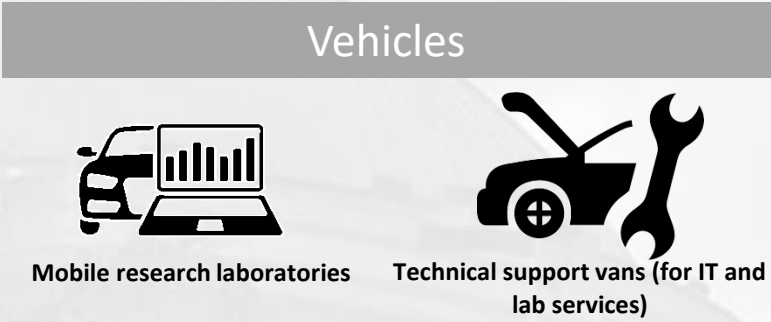 Vehicles
Mobile research laboratories
Technical support vans (for IT and
lab services)